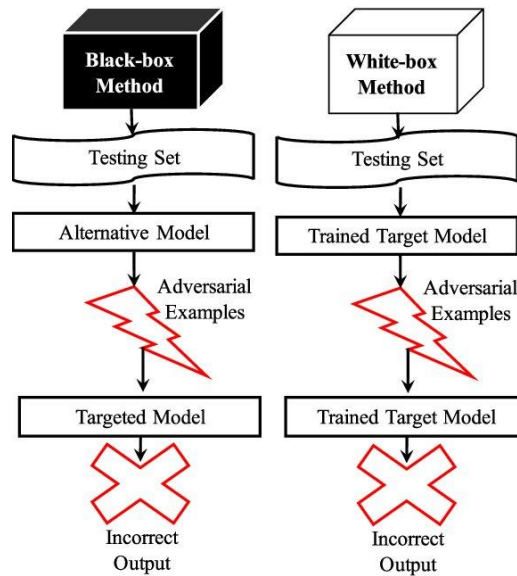 Black-box
Method
Testing Set
Alternative Model
Adversarial
Examples
Targeted Model
Incorrect
Output
White-box
Method
Testing Set
Trained Target Model
Adversarial
Examples
Trained Target Model
Incorrect
Output